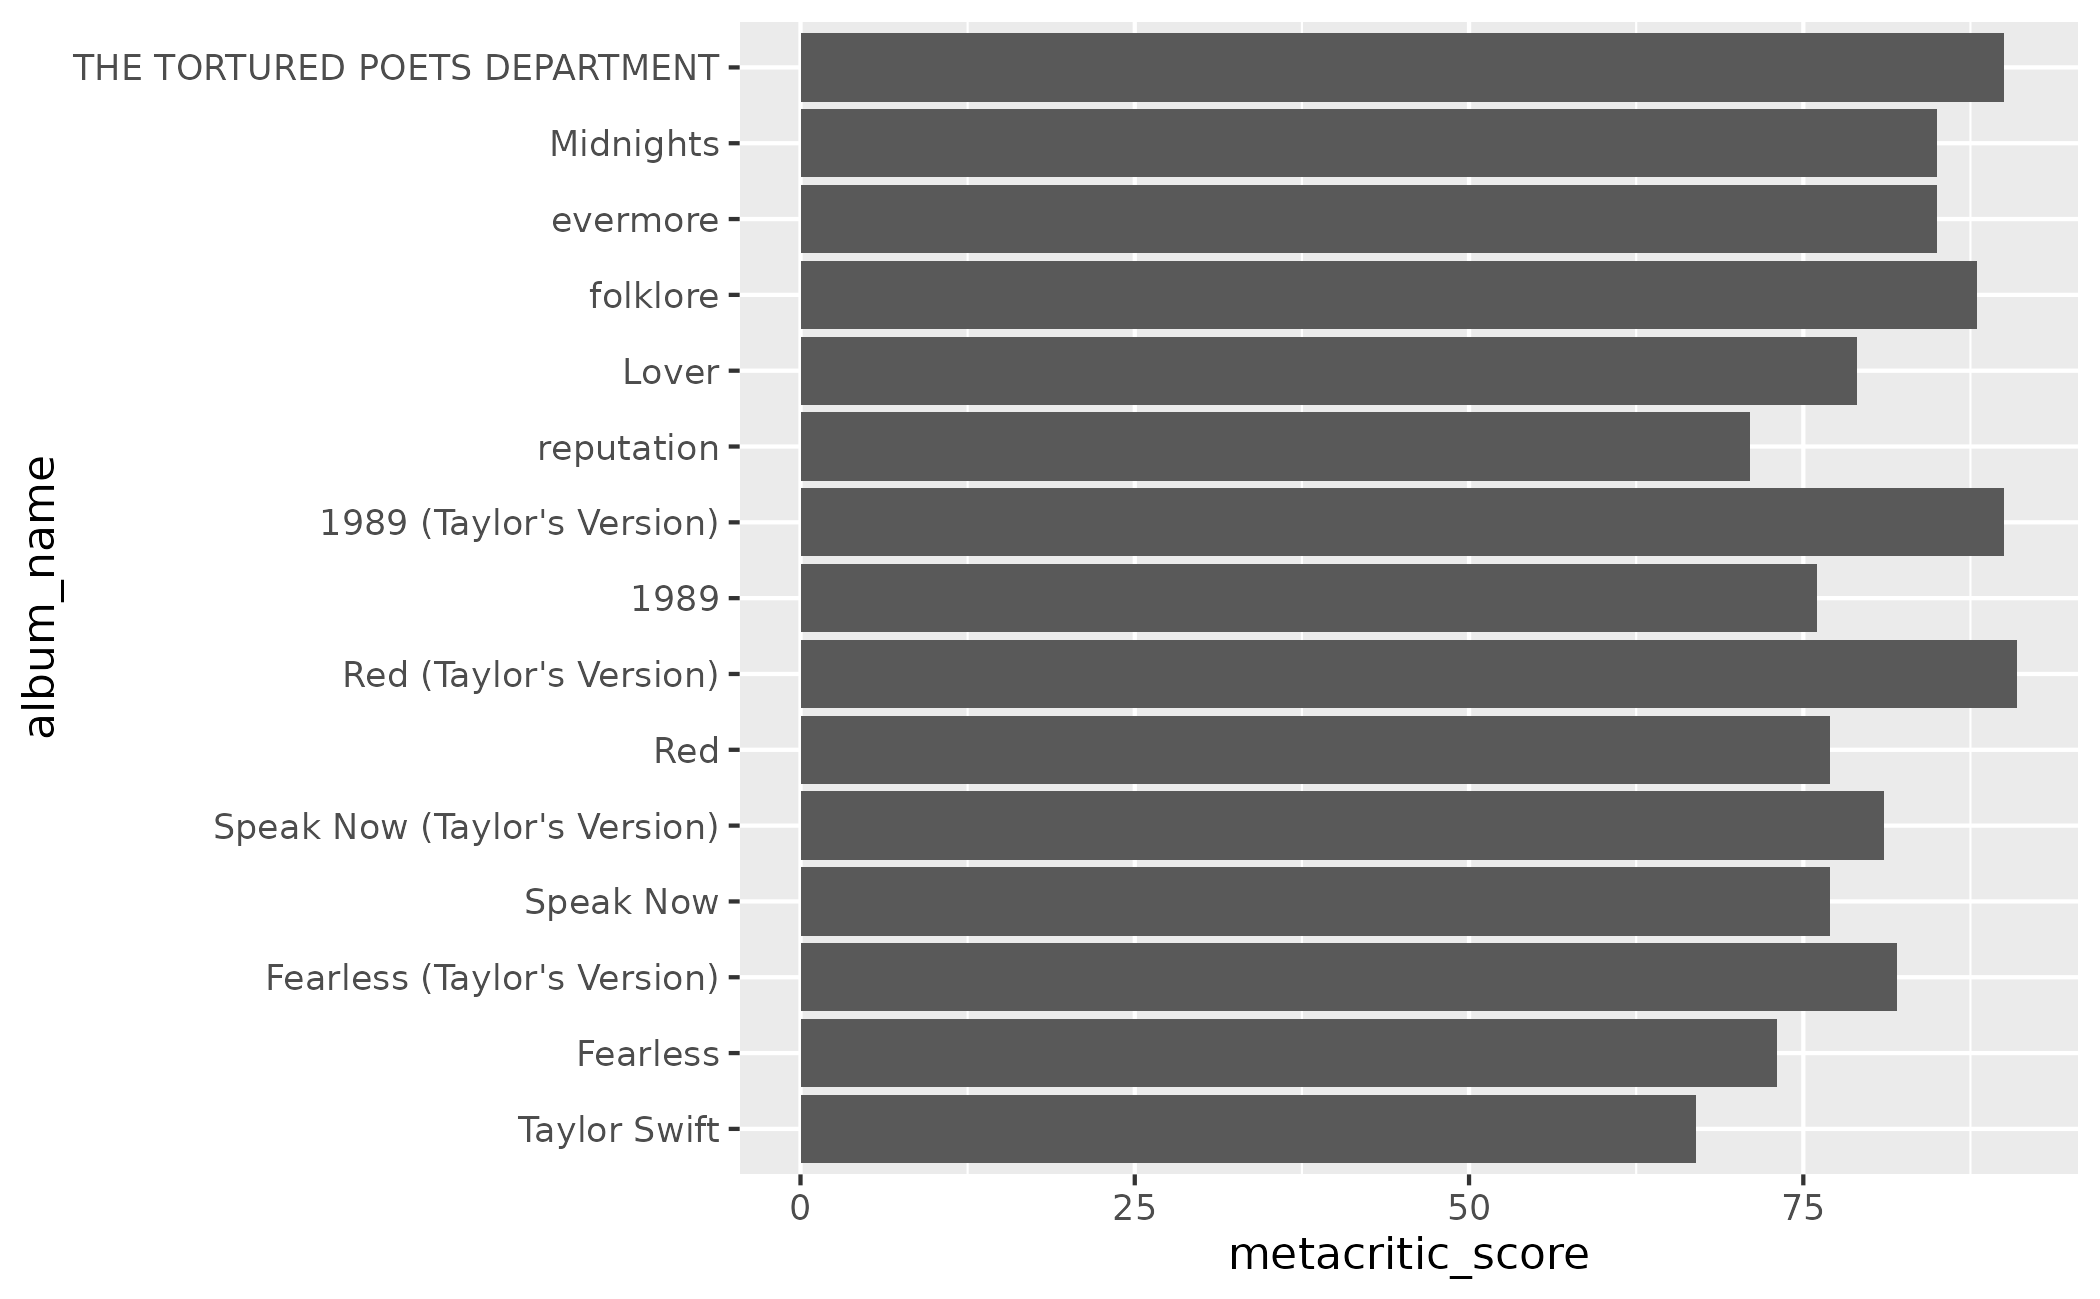 THE TORTURED POETS DEPARTMENT
Midnights
evermore
folklore
Lover
reputation
1989 (Taylor's Version)
1989
Red (Taylor's Version)
Red
Speak Now (Taylor's Version)
Speak Now
Fearless (Taylor's Version)
Fearless
Taylor Swift
album_name
0 25 50 75
metacritic_score